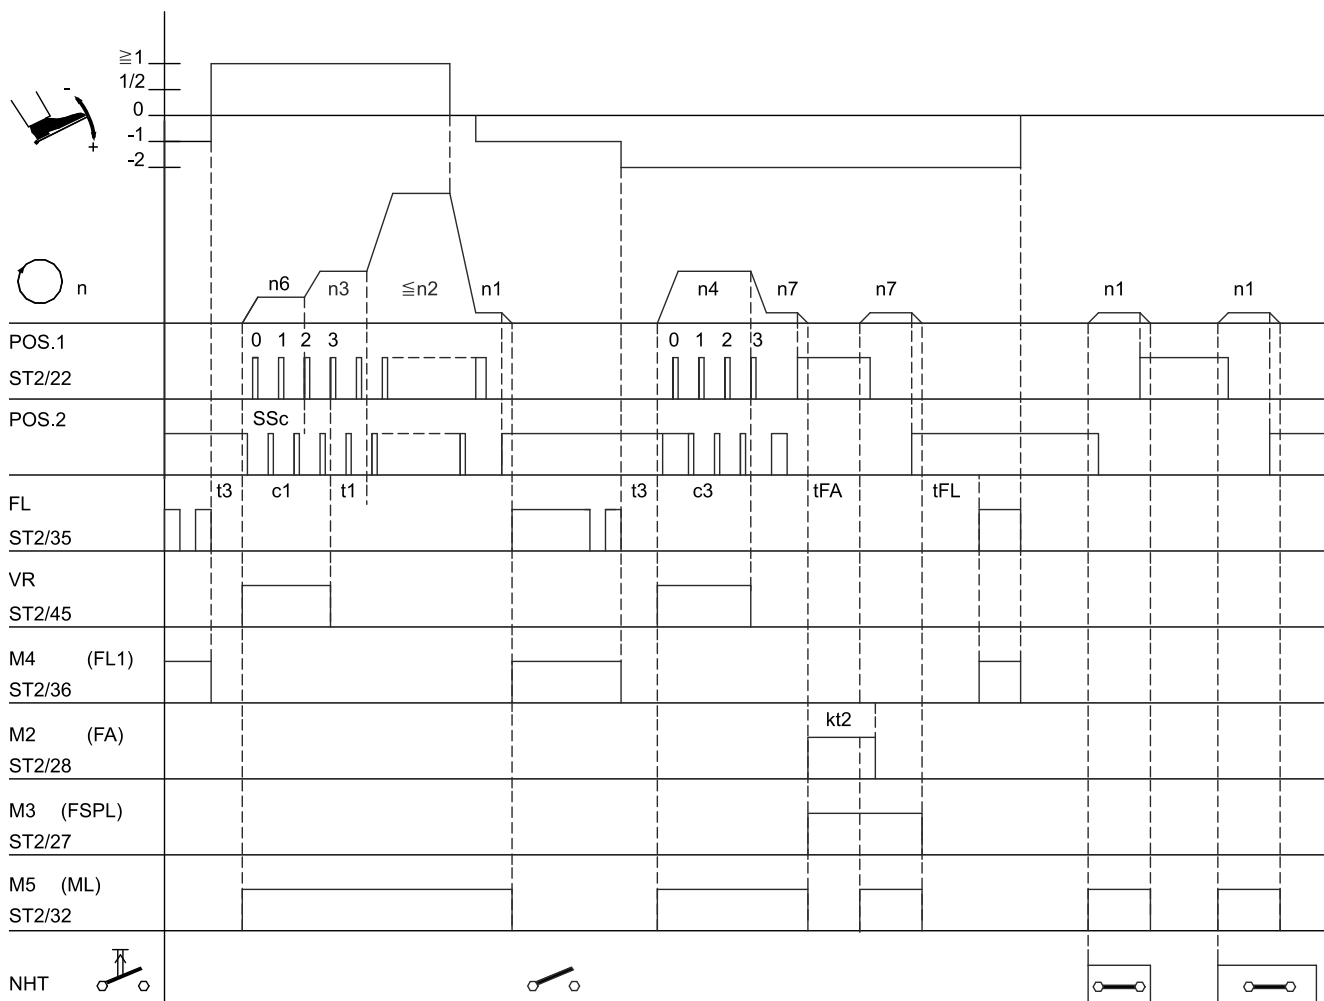 ≧1
1/2
0
-1
-2
-
+
n
n6 n3 ≦n2 n1 n4 n7 n7 n1 n1
POS.1
0 1 2 3 0 1 2 3
ST2/22
POS.2
SSc
t3 c1 t1 t3 c3 tFA tFL
FL
ST2/35
VR
ST2/45
M4 (FL1)
ST2/36
kt2
M2 (FA)
ST2/28
M3 (FSPL)
ST2/27
M5 (ML)
ST2/32
NHT